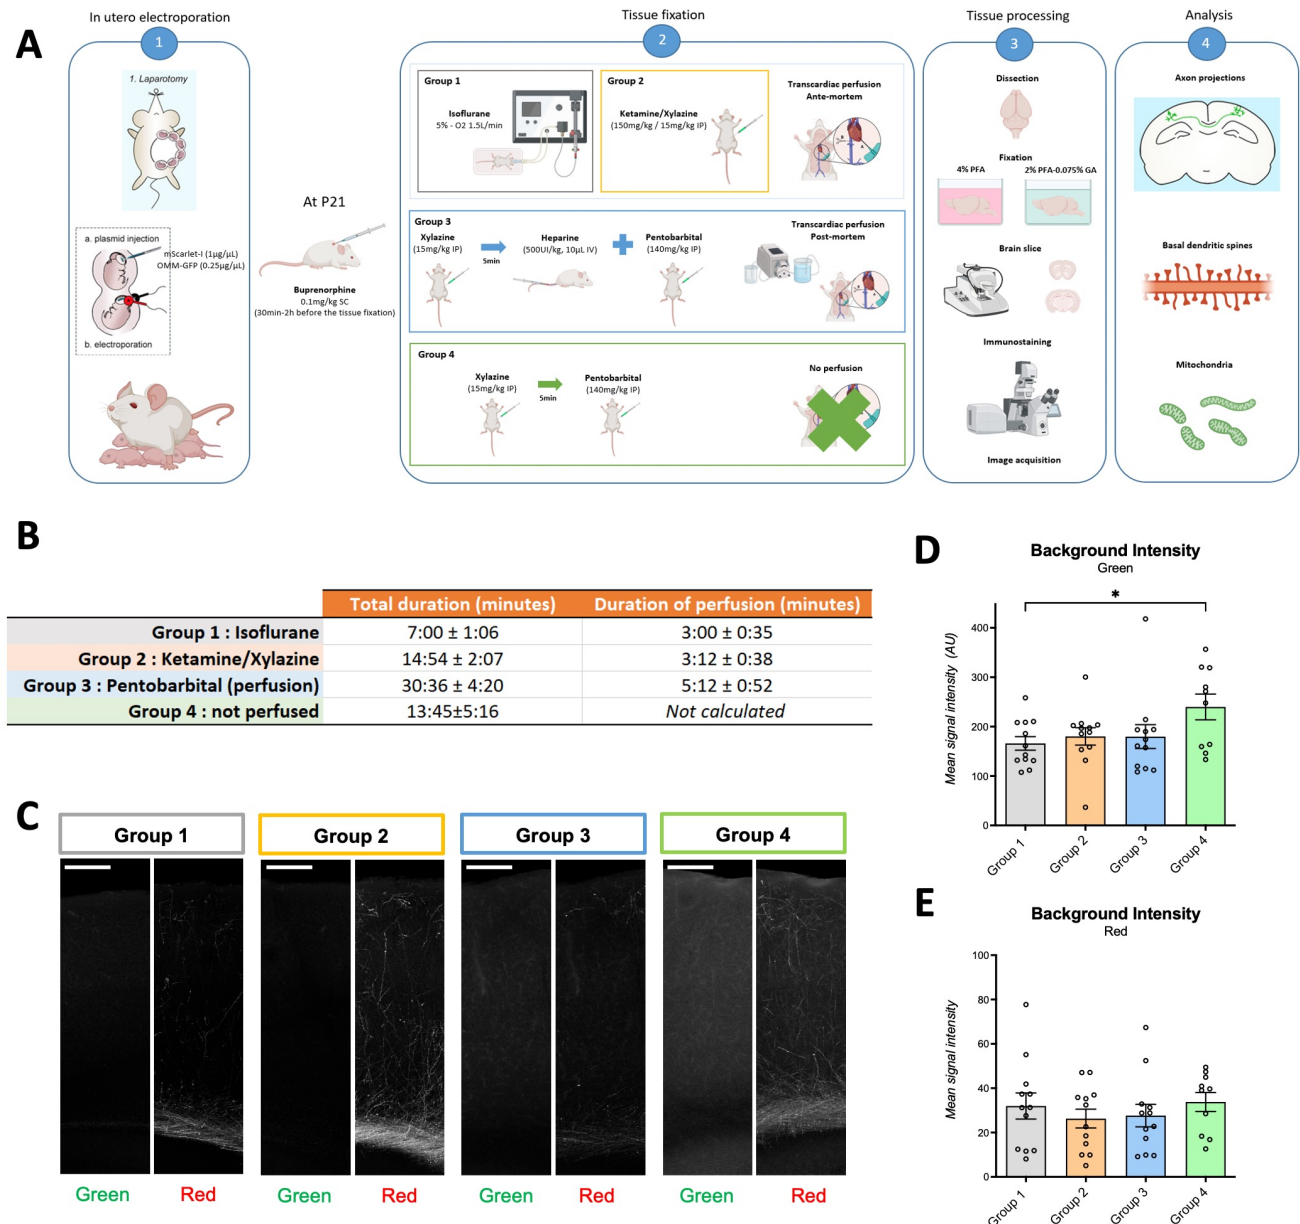 A
In utero electroporation
1
1. Laparotomy
a. plasmid injection
mScarlet-I (1µg/µL)
OMM-GFP (0.25µg/µL)
b. electroporation
At P21
Buprenorphine
0.1mg/kg SC
(30min-2h before the tissue fixation)
Tissue fixation
2
Group 1
Isoflurane
5% - O2 1.5L/min
Group 2
Ketamine/Xylazine
(150mg/kg / 15mg/kg IP)
Transcardiac perfusion
Ante-mortem
Group 3
Xylazine
(15mg/kg IP)
5min
Heparine
(500UI/kg, 10µL IV)
Pentobarbital
(140mg/kg IP)
Transcardiac perfusion
Post-mortem
Group 4
Xylazine
(15mg/kg IP)
5min
Pentobarbital
(140mg/kg IP)
No perfusion
Tissue processing
3
Dissection
Fixation
4% PFA
2% PFA-0.075% GA
Brain slice
Immunostaining
Image acquisition
Analysis
4
Axon projections
Basal dendritic spines
Mitochondria
B
Total duration (minutes) Duration of perfusion (minutes)
Group 1 : Isoflurane 7:00 ± 1:06 3:00 ± 0:35
Group 2 : Ketamine/Xylazine 14:54 ± 2:07 3:12 ± 0:38
Group 3 : Pentobarbital (perfusion) 30:36 ± 4:20 5:12 ± 0:52
Group 4 : not perfused 13:45±5:16 Not calculated
C
Group 1 Group 2 Group 3 Group 4
Green Red Green Red Green Red Green Red
D
Background Intensity
Green
*
Mean signal intensity (AU)
400
300
200
100
0
Group 1 Group 2 Group 3 Group 4
E
Background Intensity
Red
Mean signal intensity
100
80
60
40
20
0
Group 1 Group 2 Group 3 Group 4